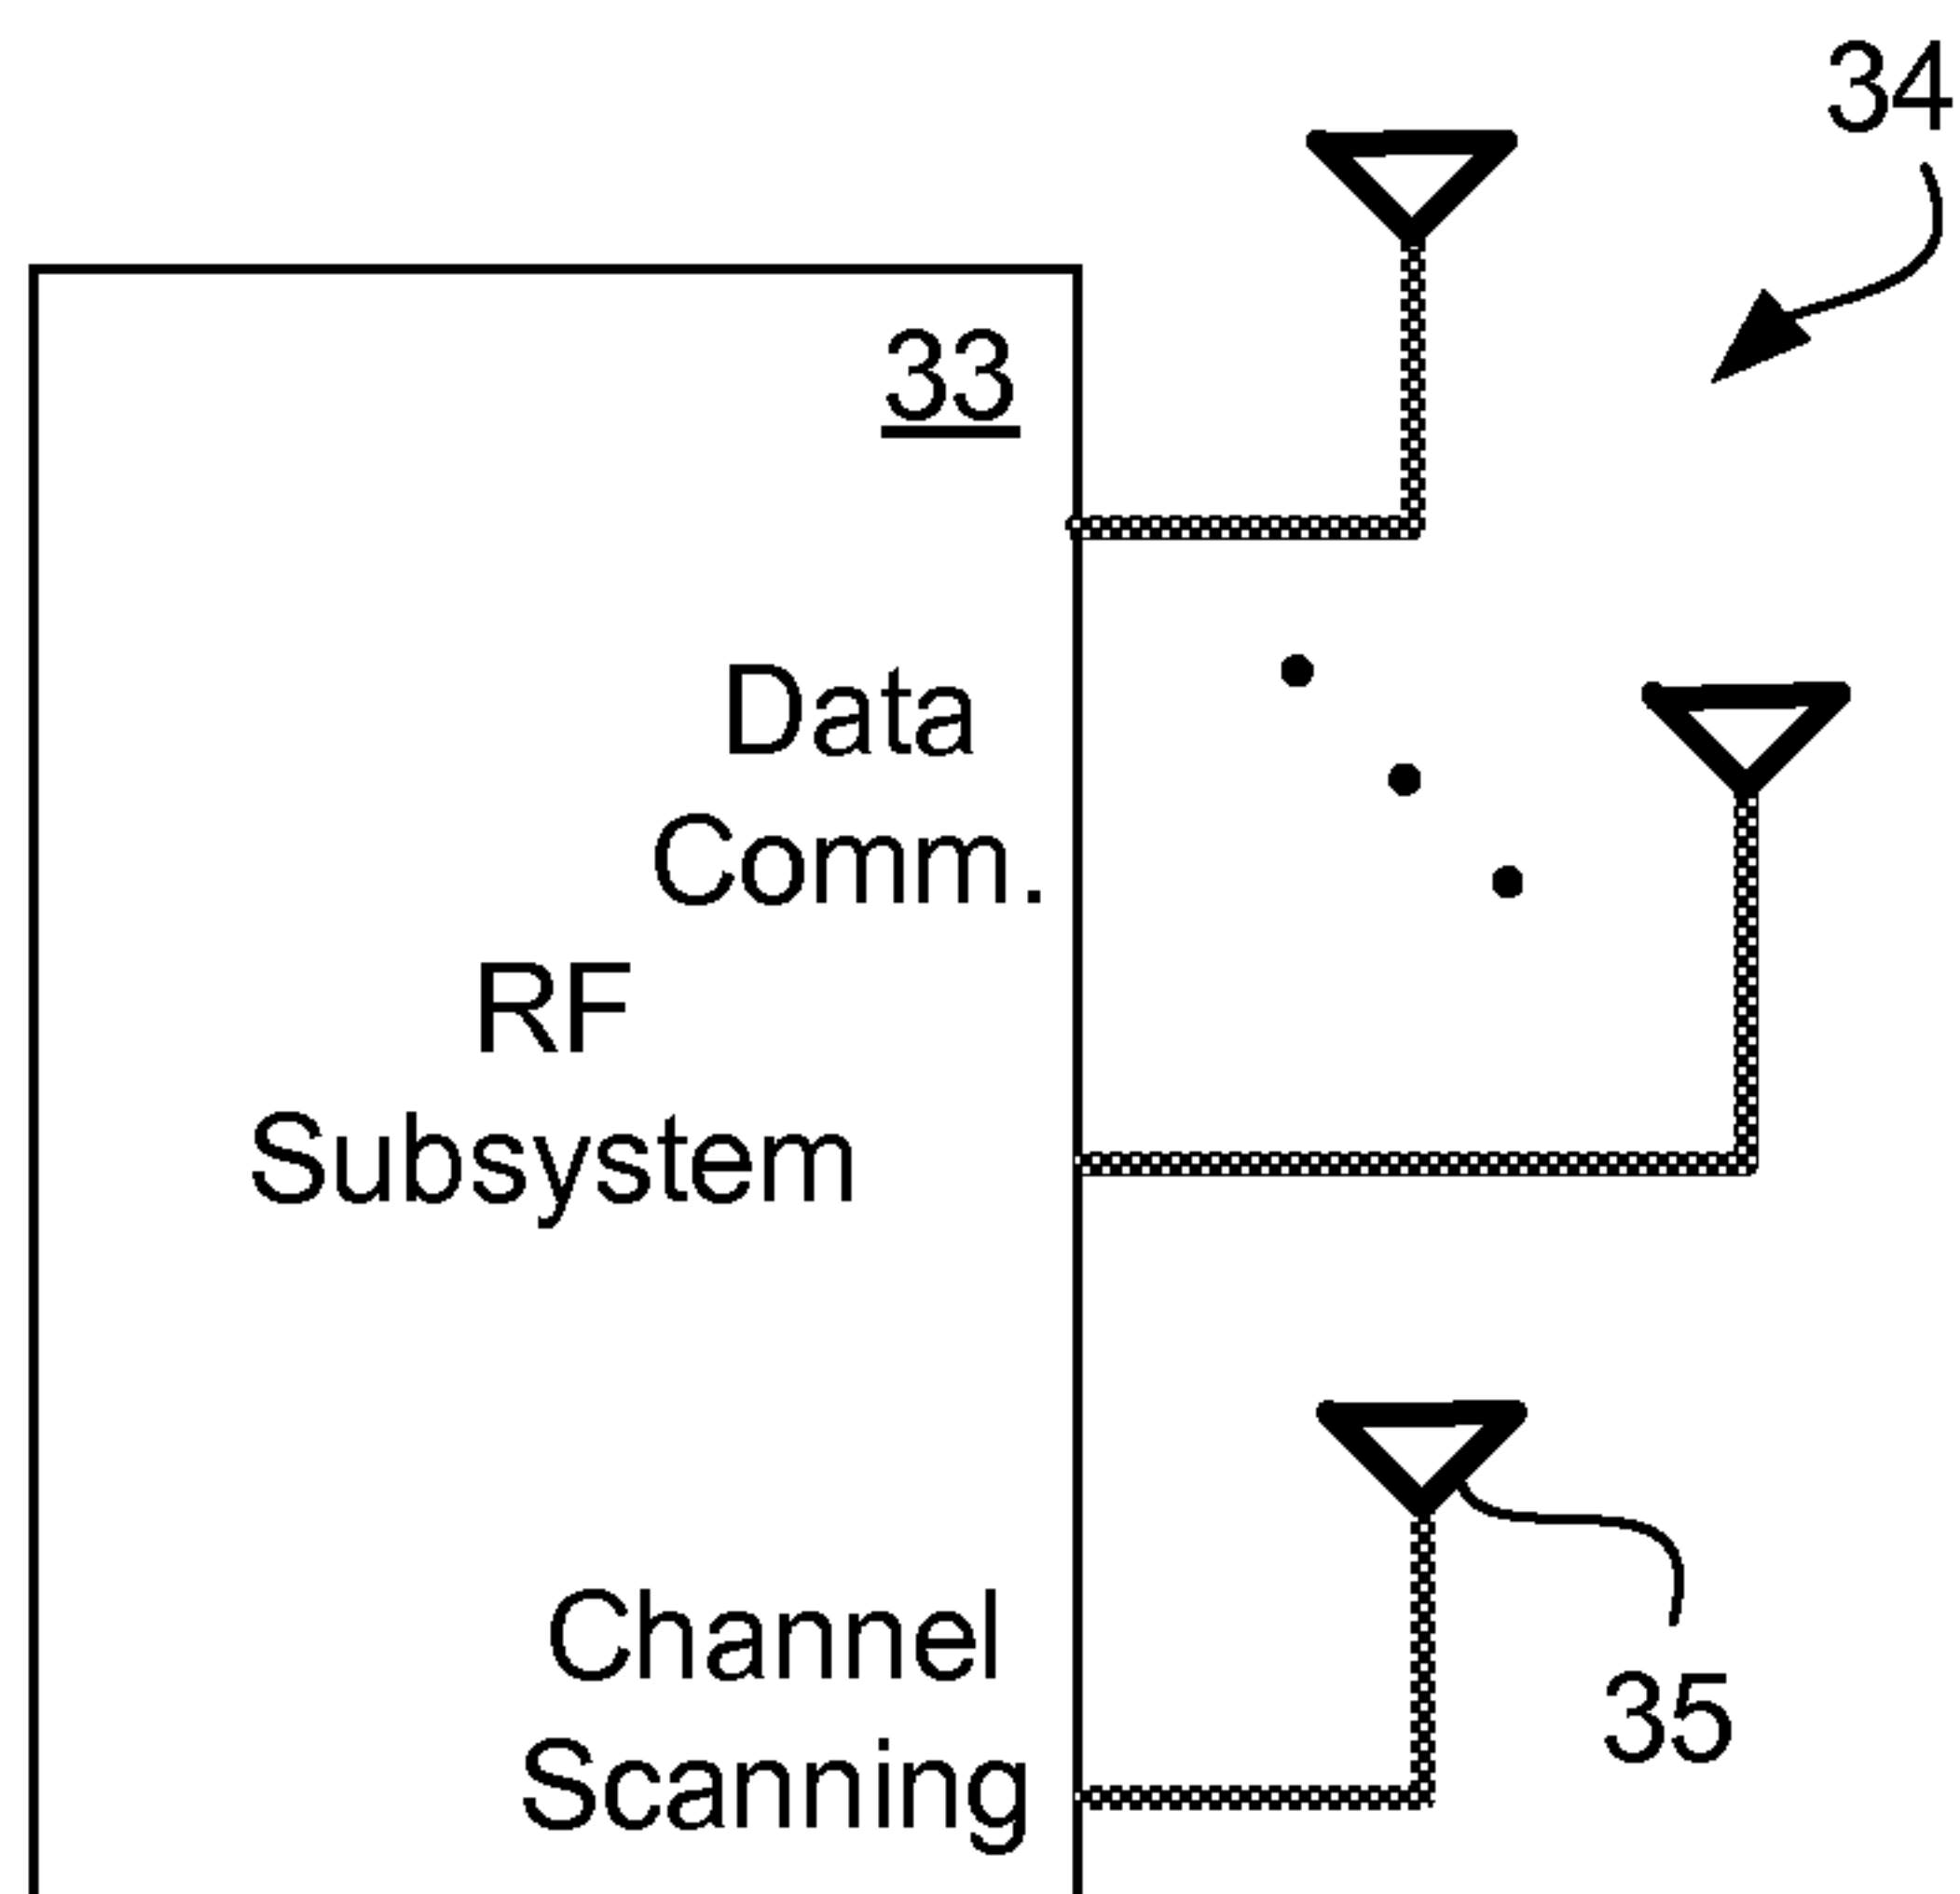 34
33
Data
Comm.
RF
Subsystem
Channel
Scanning
35